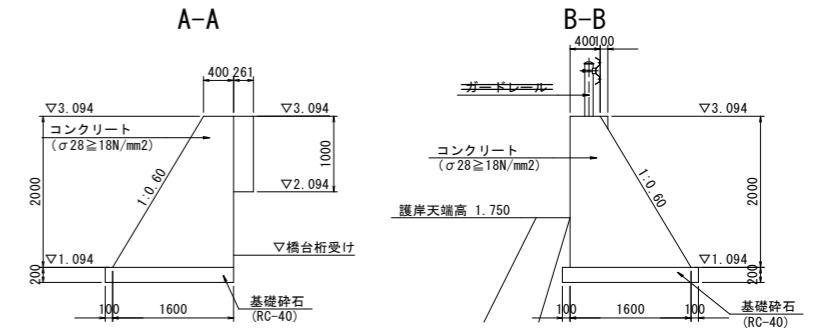 A-A
400 261
▽3.094
▽3.094
コンクリート
(σ28≧18N/mm2)
1000
2000
1:0.60
▽2.094
▽橋台桁受け
▽1.094
200
100
1600
基礎砕石
(RC-40)
B-B
400 100
ガードレール
▽3.094
コンクリート
(σ28≧18N/mm2)
1:0.60
2000
護岸天端高 1.750
▽1.094
200
100
1600
100
基礎砕石
(RC-40)